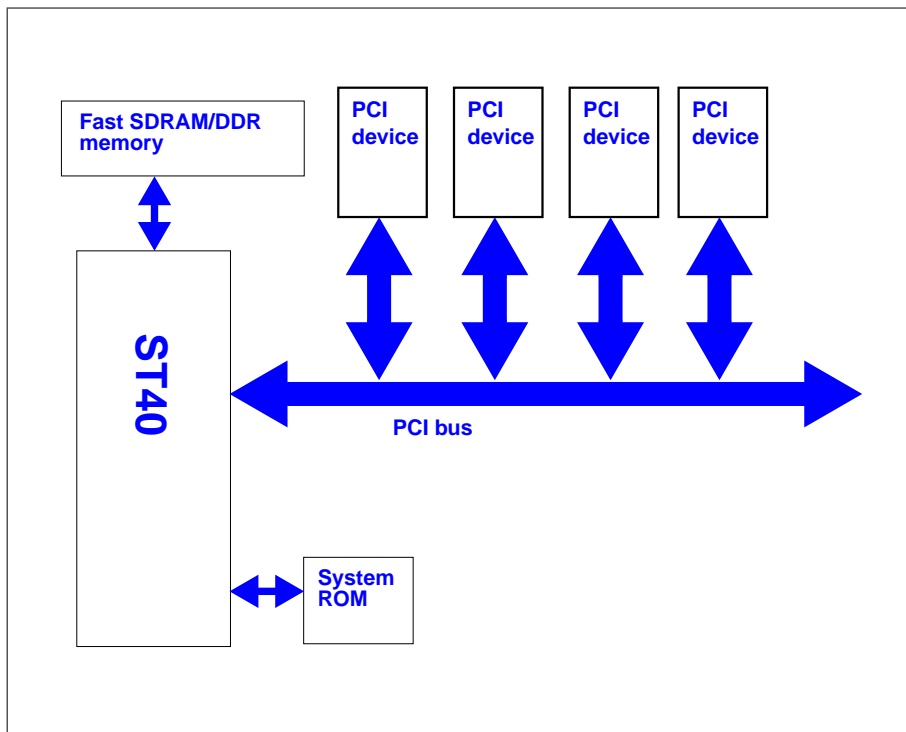 Fast SDRAM/DDR
memory
PCI
device
PCI
device
PCI
device
PCI
device
ST40
PCI bus
System
ROM